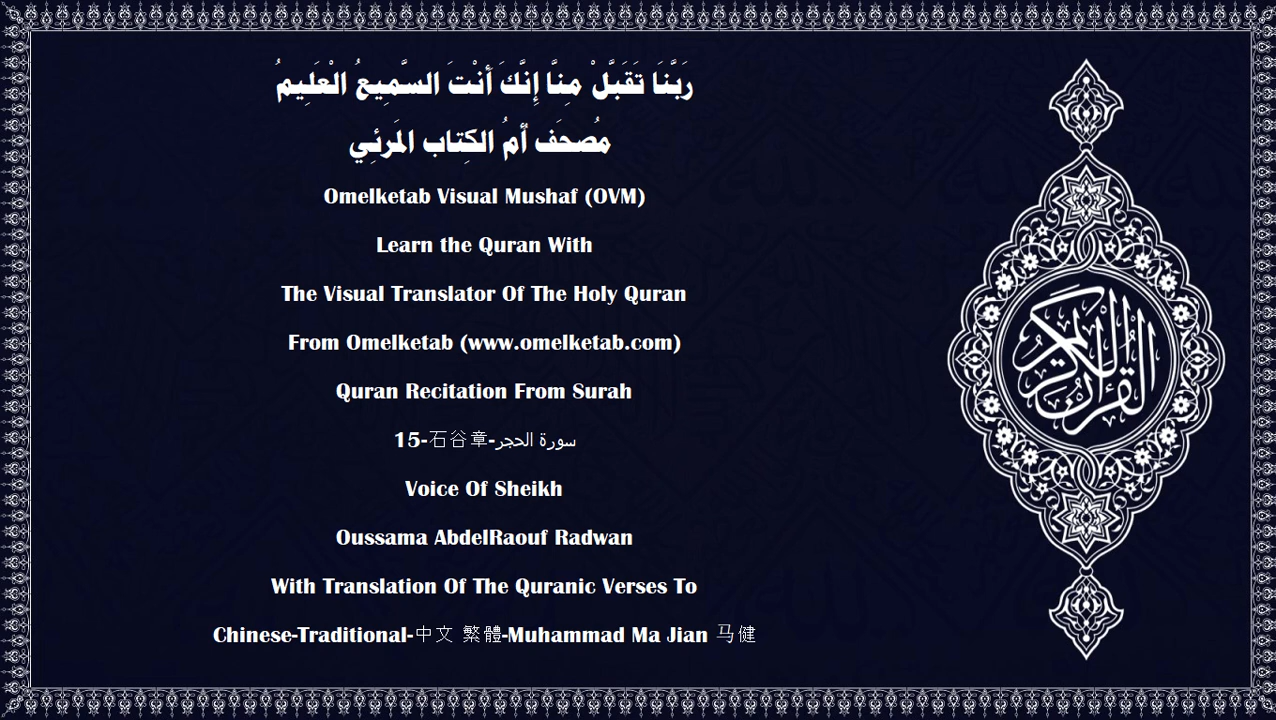 رَبَّنَا تَقَبَّلْ مِنَّا إِنَّكَ أَنْتَ السَّمِيعُ الْعَلِيمُ
مُصحَف أمُ الكِتاب المَرئِي
Omelketab Visual Mushaf (OVM)
Learn the Quran With
The Visual Translator Of The Holy Quran
From Omelketab (www.omelketab.com)
Quran Recitation From Surah
15-石谷章-سورة الحجر
Voice Of Sheikh
Oussama AbdelRaouf Radwan
With Translation Of The Quranic Verses To
Chinese-Traditional-中文 繁體-Muhammad Ma Jian 马健
القرآن الكريم